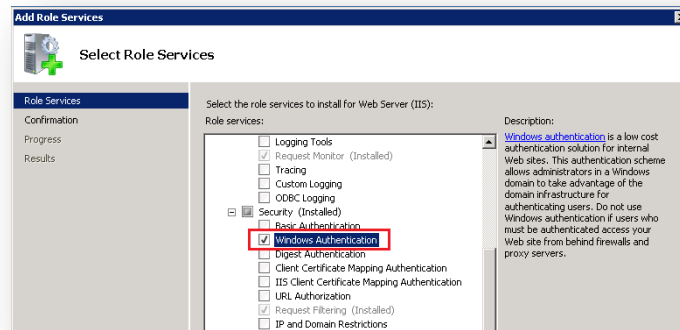 Add Role Services
Select Role Services
Role Services
Confirmation
Progress
Results
Select the role services to install for Web Server (IIS):
Role services:
Logging Tools
Request Monitor (Installed)
Tracing
Custom Logging
ODBC Logging
Security (Installed)
Basic Authentication
Windows Authentication
Digest Authentication
Client Certificate Mapping Authentication
IIS Client Certificate Mapping Authentication
URL Authorization
Request Filtering (Installed)
IP and Domain Restrictions
Description:
Windows authentication is a low cost
authentication solution for internal
Web sites. This authentication scheme
allows administrators in a Windows
domain to take advantage of the
domain infrastructure for
authenticating users. Do not use
Windows authentication if users who
must be authenticated access your
Web site from behind firewalls and
proxy servers.